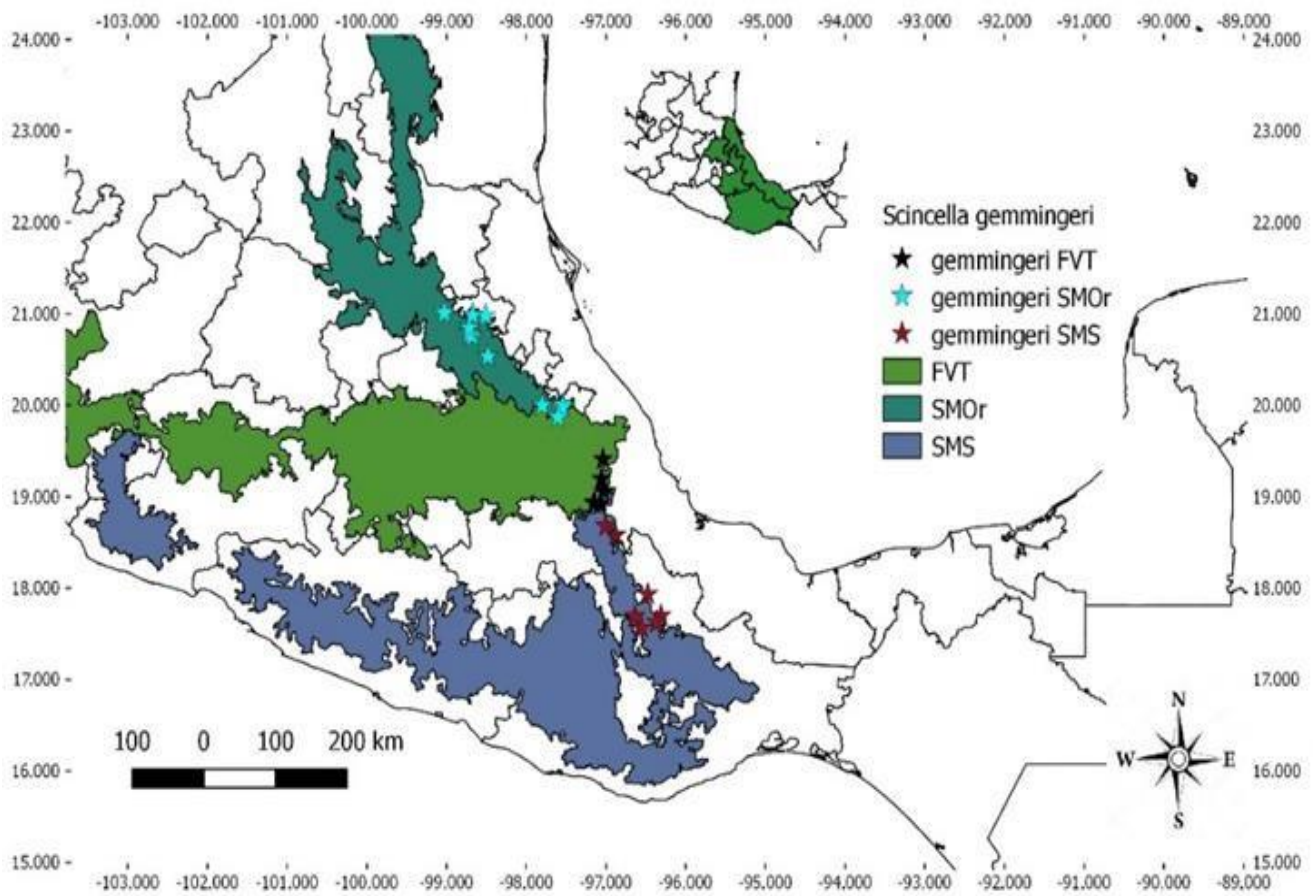 -103.000 -102.000 -101.000 -100.000 -99.000 -98.000 -97.000 -96.000 -95.000 -94.000 -93.000 -92.000 -91.000 -90.000 -89.000
24.000 24.000
23.000 23.000
22.000 22.000
Scincella gemmingeri
gemmingeri FVT
gemmingeri SMOr
21.000 21.000
gemmingeri SMS
FVT
20.000 20.000
SMOr
SMS
19.000 19.000
18.000 18.000
17.000 17.000
N
100 0 100 200 km
W E
16.000 16.000
S
15.000 15.000
-103.000 -102.000 -101.000 -100.000 -99.000 -98.000 -97.000 -96.000 -95.000 -94.000 -93.000 -92.000 -91.000 -90.000 -89.000